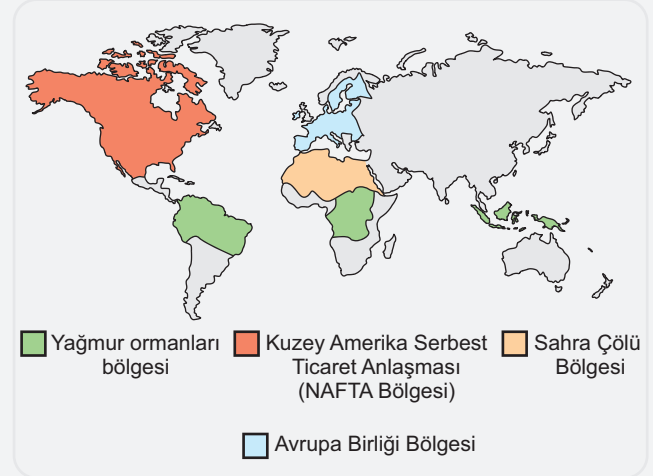 Yağmur ormanları
bölgesi
Kuzey Amerika Serbest
Ticaret Anlaşması
(NAFTA Bölgesi)
Sahra Çölü
Bölgesi
Avrupa Birliği Bölgesi